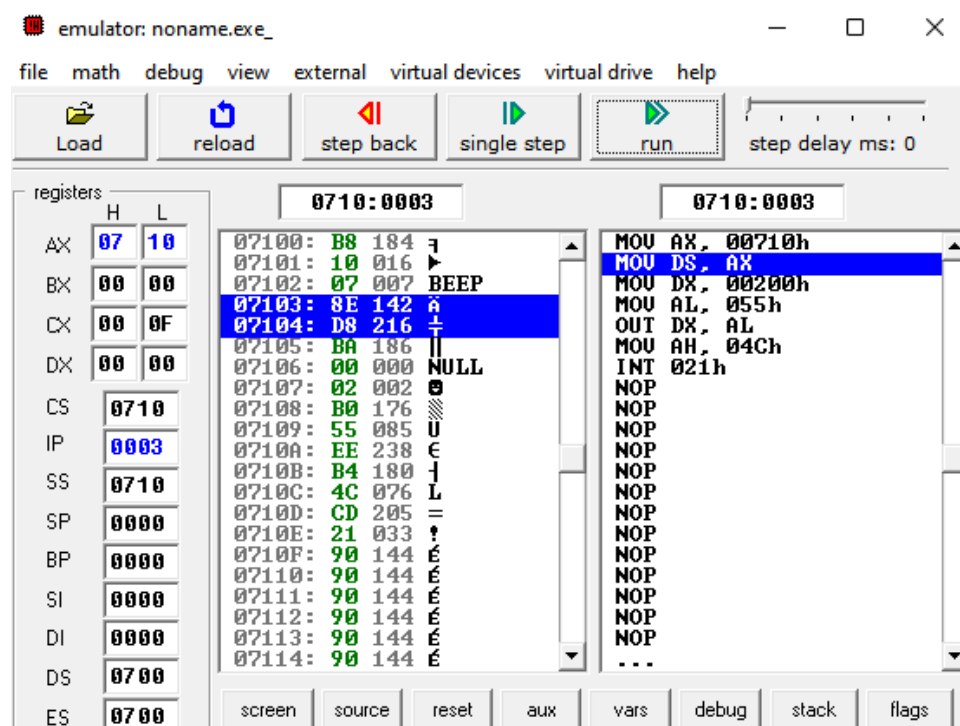 emulator: noname.exe_
file math debug view external virtual devices virtual drive help
Load reload step back single step run step delay ms: 0
registers
H L
0710:0003 0710:0003
AX 07 10
BX 00 00
CX 00 0F
DX 00 00
CS 0710
IP 0003
SS 0710
SP 0000
BP 0000
SI 0000
DI 0000
DS 0700
ES 0700
07100: B8 184 ╕
07101: 10 016 ►
07102: 07 007 BEEP
07103: 8E 142 Ä
07104: D8 216 ╪
07105: BA 186 ║
07106: 00 000 NULL
07107: 02 002 ☻
07108: B0 176 ░
07109: 55 085 U
0710A: EE 238 ε
0710B: B4 180 ┤
0710C: 4C 076 L
0710D: CD 205 ═
0710E: 21 033 !
0710F: 90 144 É
07110: 90 144 É
07111: 90 144 É
07112: 90 144 É
07113: 90 144 É
07114: 90 144 É
MOV AX, 00710h
MOV DS, AX
MOV DX, 00200h
MOV AL, 055h
OUT DX, AL
MOV AH, 04Ch
INT 021h
NOP
NOP
NOP
NOP
NOP
NOP
NOP
NOP
NOP
NOP
NOP
NOP
NOP
...
screen source reset aux vars debug stack flags